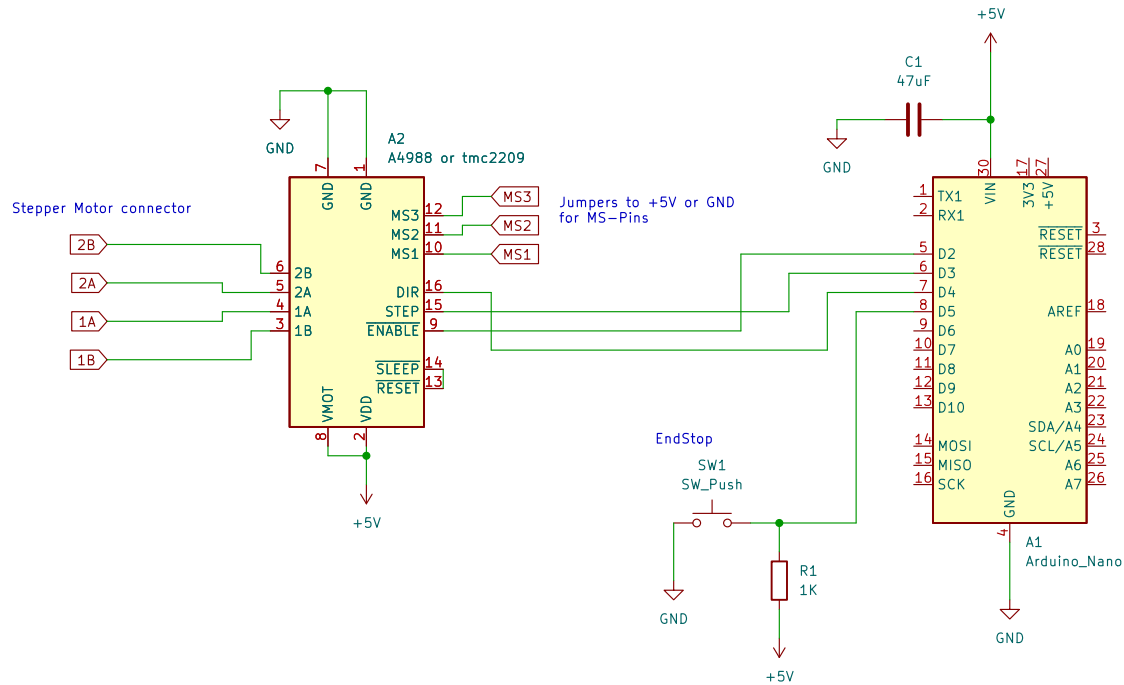 +5V
C1
47uF
GND
GND
A2
A4988 or tmc2209
7
1
GND
GND
Stepper Motor connector
2B
2A
1A
1B
6
5
4
3
2B
2A
1A
1B
MS3
MS2
MS1
DIR
STEP
ENABLE
SLEEP
RESET
12
11
10
16
15
9
14
13
VMOT
VDD
8
2
+5V
MS3
MS2
MS1
Jumpers to +5V or GND
for MS-Pins
30
17
27
VIN
3V3
+5V
1 TX1
2 RX1
5 D2
6 D3
7 D4
8 D5
9 D6
10 D7
11 D8
12 D9
13 D10
14 MOSI
15 MISO
16 SCK
RESET 3
RESET 28
AREF 18
A0 19
A1 20
A2 21
A3 22
SDA/A4 23
SCL/A5 24
A6 25
A7 26
GND
4
A1
Arduino_Nano
GND
EndStop
SW1
SW_Push
GND
R1
1K
+5V